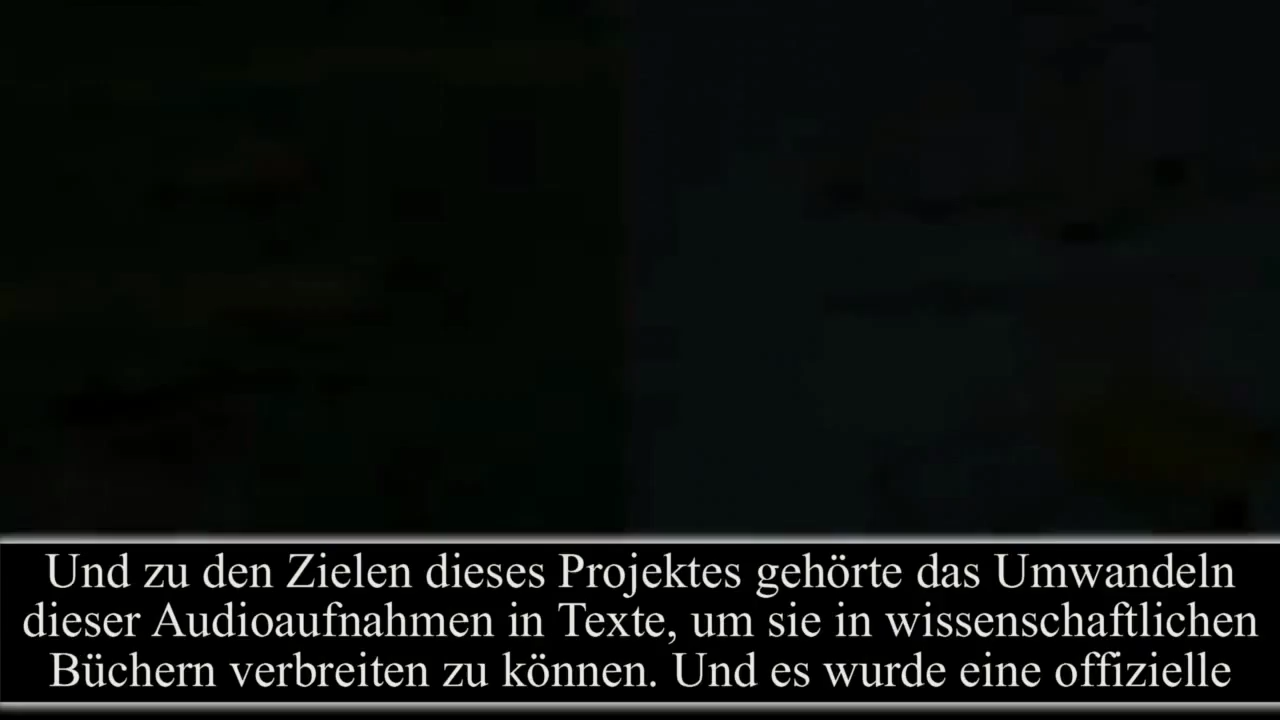 Und zu den Zielen dieses Projektes gehörte das Umwandeln
dieser Audioaufnahmen in Texte, um sie in wissenschaftlichen
Büchern verbreiten zu können. Und es wurde eine offizielle